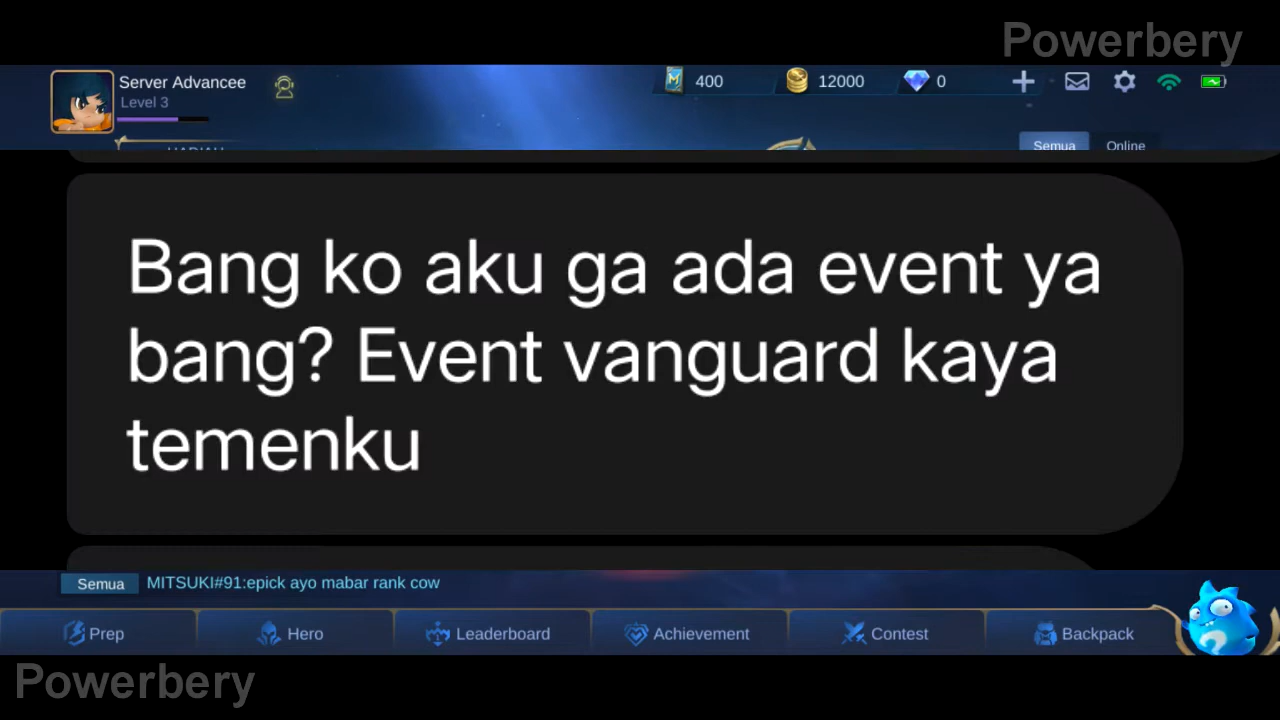 Powerbery
Server Advancee
400
12000
0
Level 3
Semua
Online
Bang ko aku ga ada event ya
bang? Event vanguard kaya
temenku
Semua
MITSUKI#91:epick ayo mabar rank cow
Prep
Hero
Leaderboard
Achievement
Contest
Backpack
Powerbery